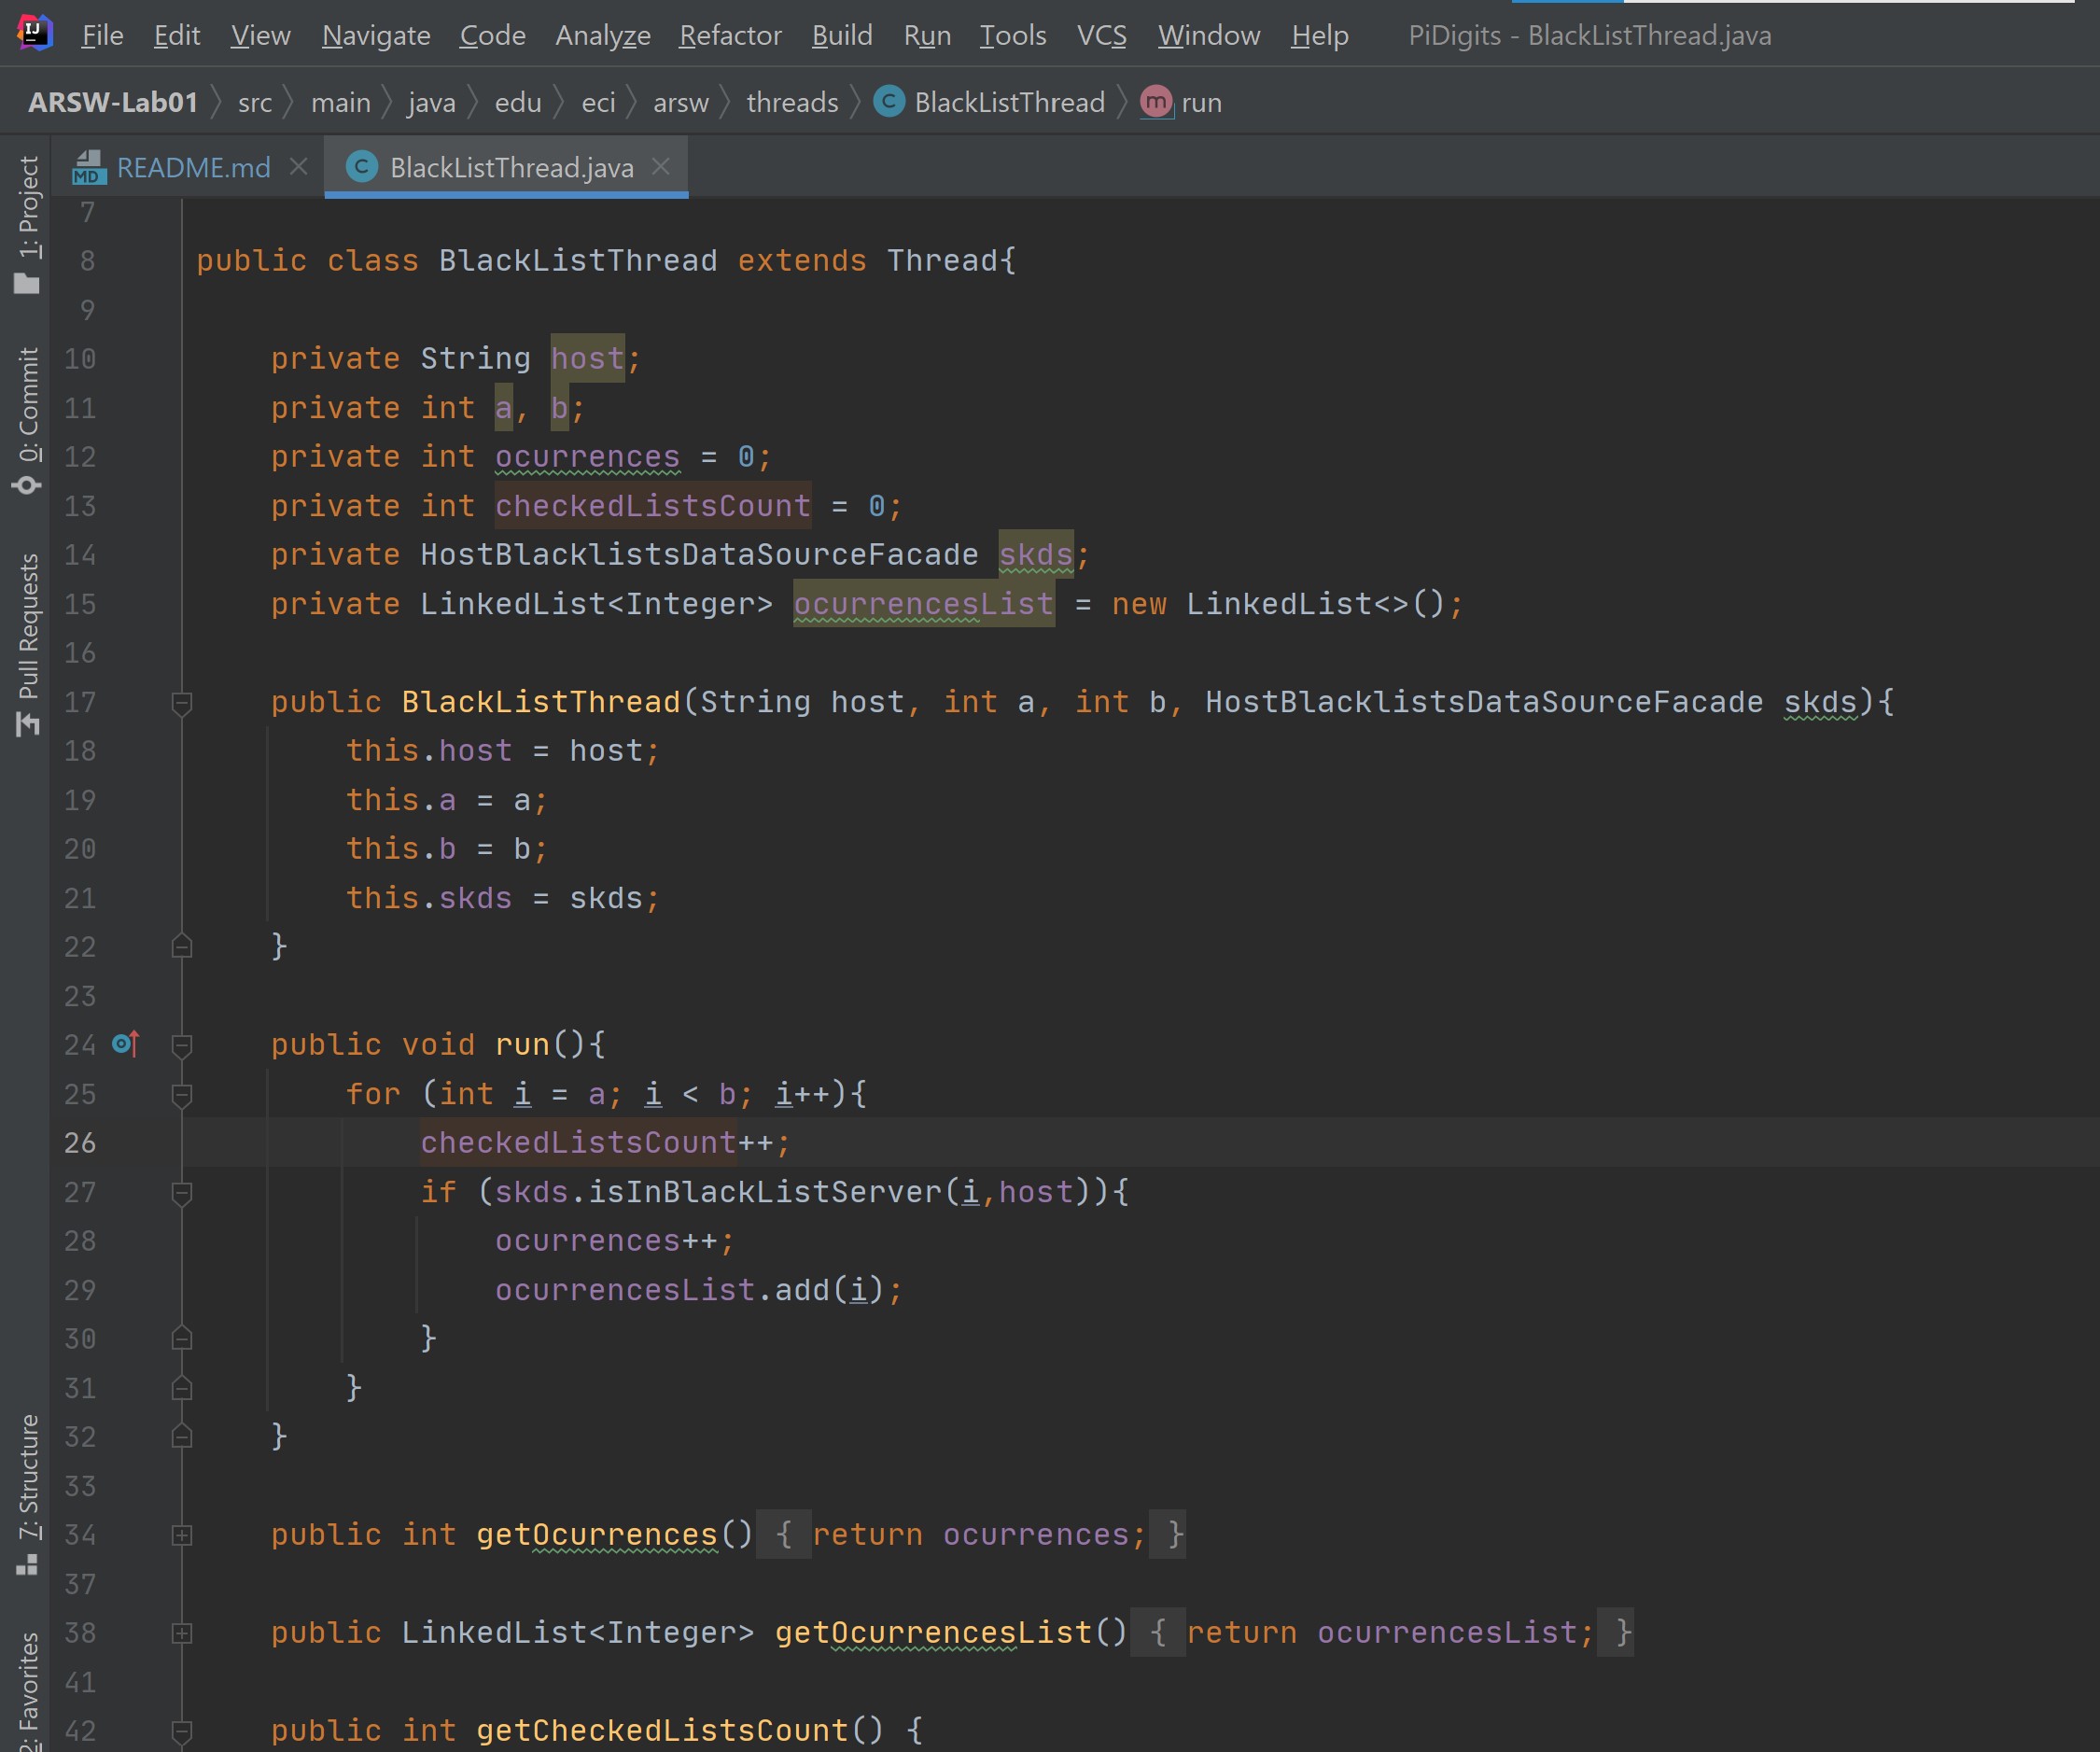 IJ File Edit View Navigate Code Analyze Refactor Build Run Tools VCS Window Help PiDigits - BlackListThread.java
ARSW-Lab01 src main java edu eci arsw threads C BlackListThread m run
MD README.md C BlackListThread.java
1: Project
0: Commit
Pull Requests
7: Structure
2: Favorites
7
8 public class BlackListThread extends Thread{
9
10 private String host;
11 private int a, b;
12 private int ocurrences = 0;
13 private int checkedListsCount = 0;
14 private HostBlacklistsDataSourceFacade skds;
15 private LinkedList<Integer> ocurrencesList = new LinkedList<>();
16
17 public BlackListThread(String host, int a, int b, HostBlacklistsDataSourceFacade skds){
18 this.host = host;
19 this.a = a;
20 this.b = b;
21 this.skds = skds;
22 }
23
24 public void run(){
25 for (int i = a; i < b; i++){
26 checkedListsCount++;
27 if (skds.isInBlackListServer(i,host)){
28 ocurrences++;
29 ocurrencesList.add(i);
30 }
31 }
32 }
33
34 public int getOcurrences() { return ocurrences; }
37
38 public LinkedList<Integer> getOcurrencesList() { return ocurrencesList; }
41
42 public int getCheckedListsCount() {